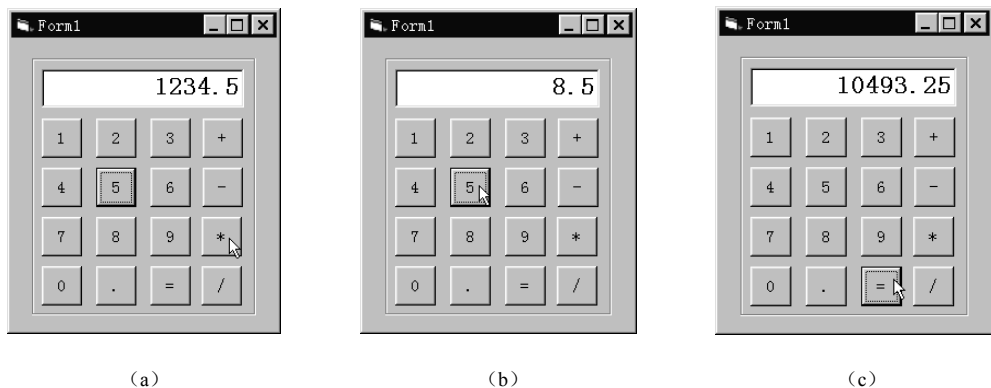 Form1 Form1 Form1
1234.5 8.5 10493.25
1 2 3 + 1 2 3 + 1 2 3 +
4 5 6 - 4 5 6 - 4 5 6 -
7 8 9 * 7 8 9 * 7 8 9 *
0 . = / 0 . = / 0 . = /
（a） （b） （c）